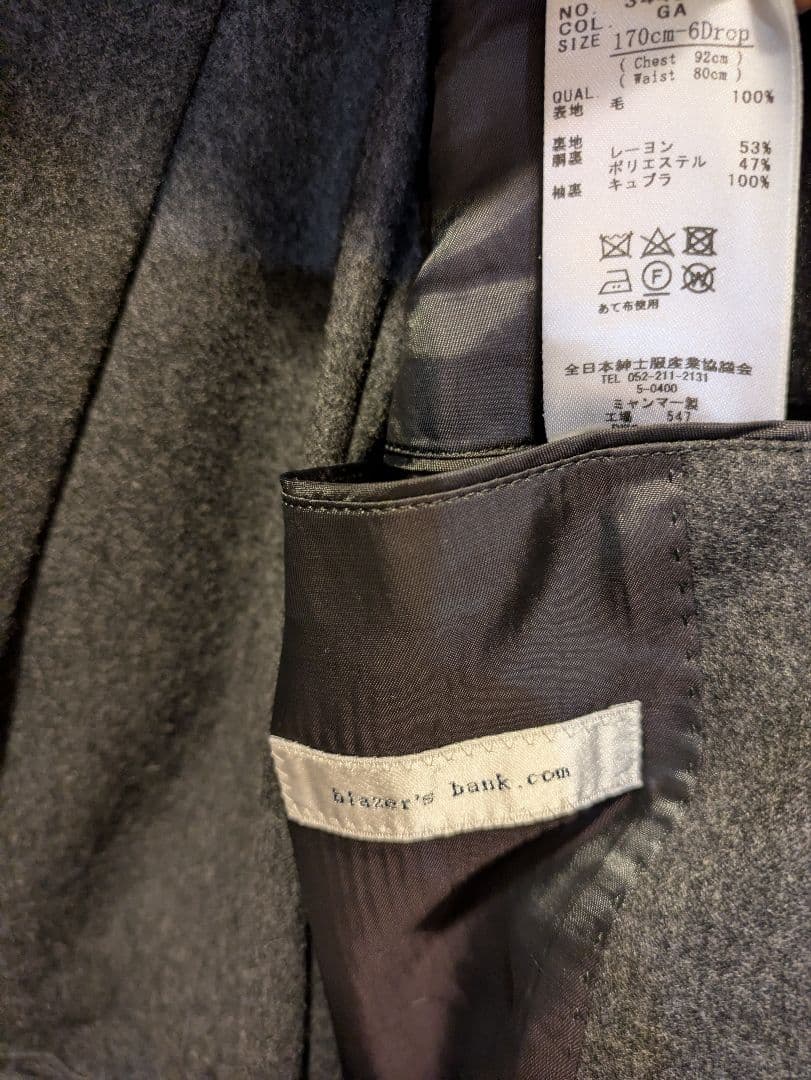 NO.
COL. GA
SIZE 170cm-6Drop
( Chest 92cm )
( Waist 80cm )
QUAL.
表地 毛 100%
裏地
胴裏 レーヨン 53%
ポリエステル 47%
袖裏 キュプラ 100%
F W
あて布使用
全日本紳士服産業協議会
TEL 052-211-2131
5-0400
ミャンマー製
工場 547
blazer's bank.com